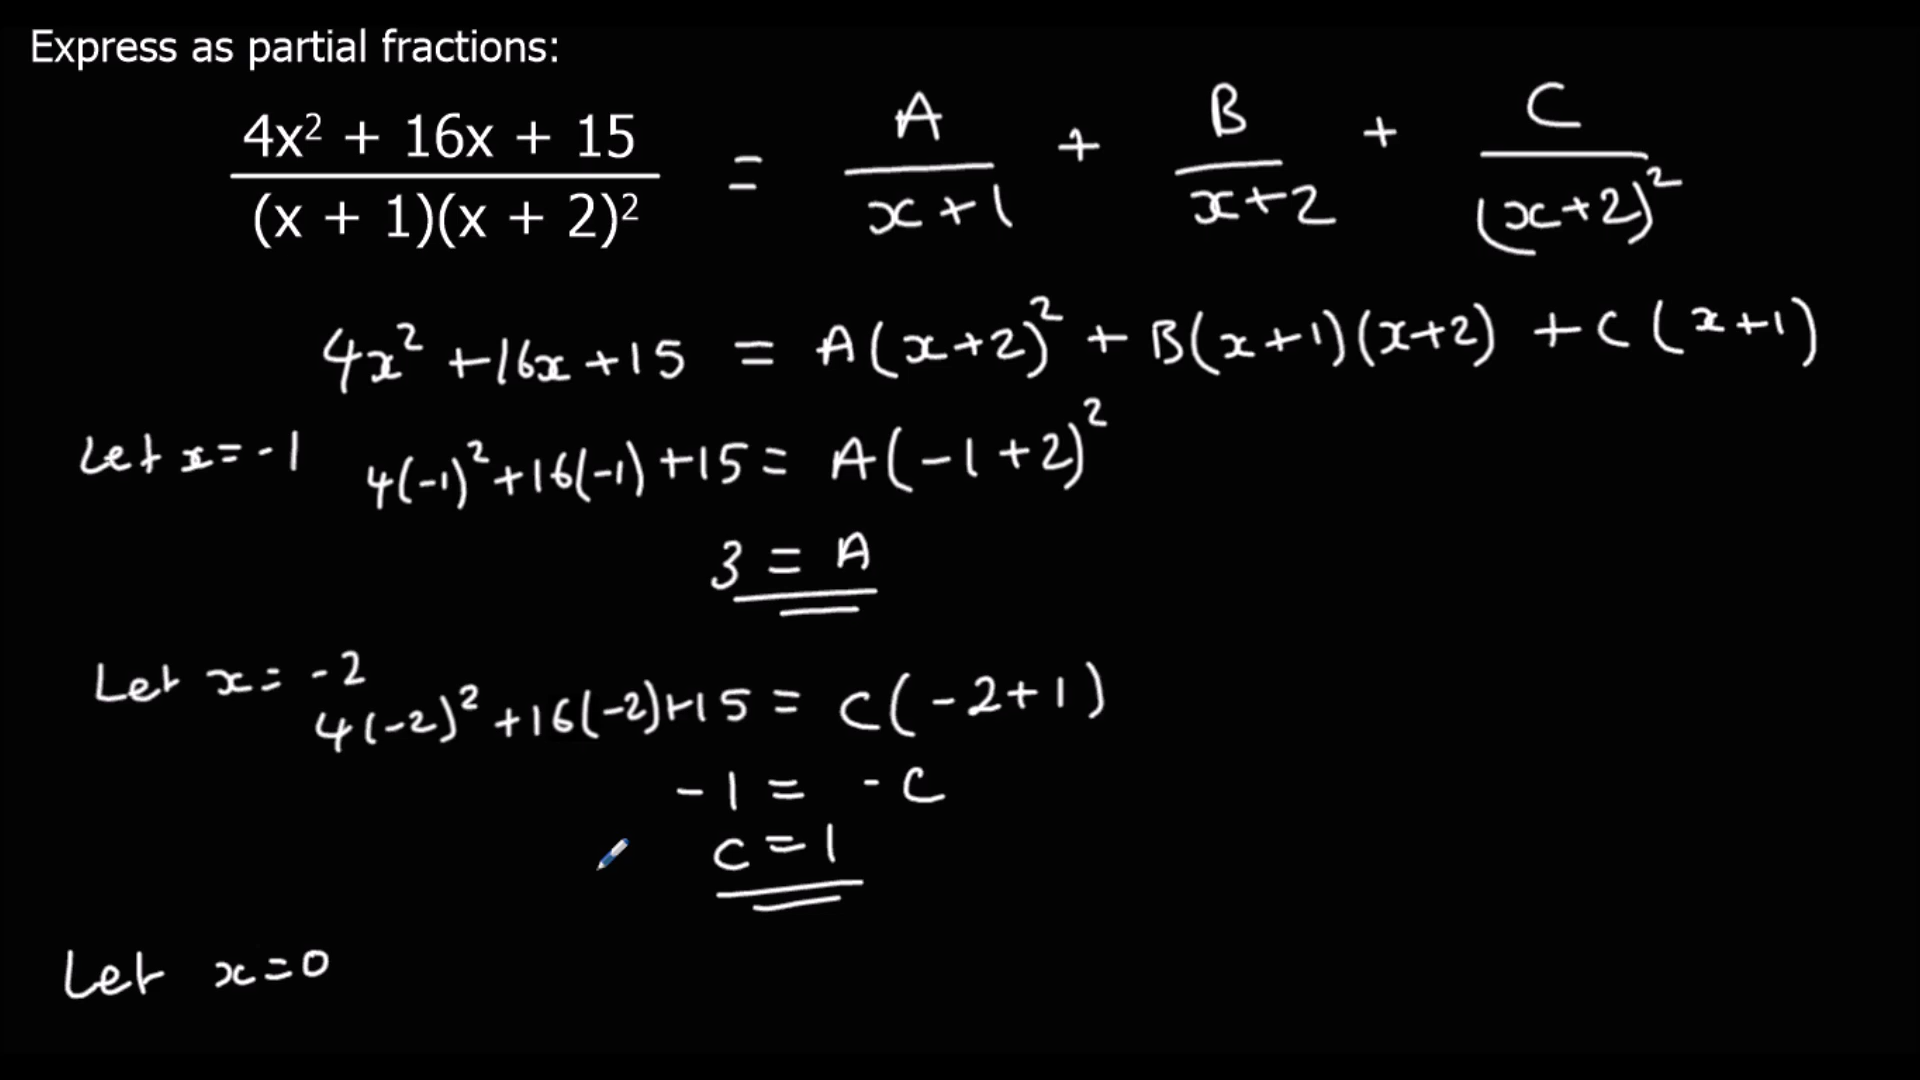 Express as partial fractions:
4x² + 16x + 15 / (x + 1)(x + 2)² = A / x+1 + B / x+2 + C / (x+2)²
4x² +16x +15 = A(x+2)² + B(x+1)(x+2) + C(x+1)
Let x=-1 4(-1)²+16(-1)+15= A(-1+2)²
3 = A
Let x= -2
4(-2)²+16(-2)+15= C(-2+1)
-1= -C
C=1
Let x=0